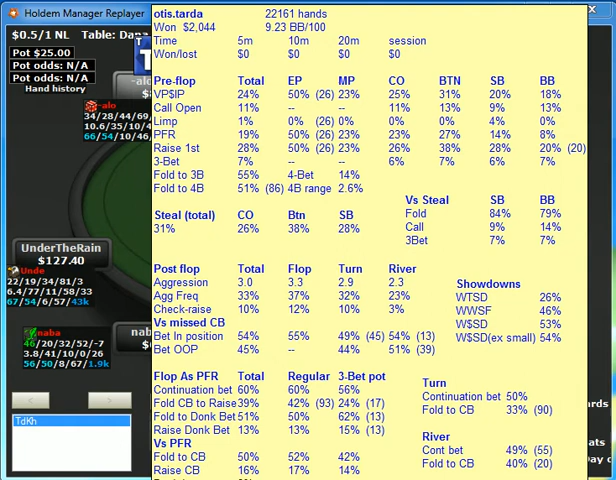 Holdem Manager Replayer
$0.5/1 NL Table: Dana
Pot $25.00
Pot odds: N/A
Pot odds: N/A
Hand history
-alo
34/28/44/69/
10.6/35/10/4
66/54/10/46/
UnderTheRain
$127.40
Unde
22/19/34/81/3
6.4/77/11/58/33
67/54/6/57/43k
naba
46/20/32/52/-7
3.8/41/10/0/26
56/50/8/67/1.9k
< >
TdKh
otis.tarda 22161 hands
Won $2,044 9.23 BB/100
Time 5m 10m 20m session
Won/lost $0 $0 $0 $0
Pre-flop Total EP MP CO BTN SB BB
VP$IP 24% 50% (26) 23% 25% 31% 20% 18%
Call Open 11% -- -- 11% 13% 9% 13%
Limp 1% 0% (26) 0% 0% 0% 4% 0%
PFR 19% 50% (26) 23% 23% 27% 14% 8%
Raise 1st 28% 50% (26) 23% 26% 38% 28% 20% (20)
3-Bet 7% -- -- 6% 7% 6% 7%
Fold to 3B 55% 4-Bet 14%
Fold to 4B 51% (86) 4B range 2.6%
Vs Steal SB BB
Steal (total) CO Btn SB Fold 84% 79%
31% 26% 38% 28% Call 9% 14%
3Bet 7% 7%
Post flop Total Flop Turn River
Aggression 3.0 3.3 2.9 2.3
Agg Freq 33% 37% 32% 23%
Check-raise 10% 12% 10% 3%
Vs missed CB
Bet In position 54% 55% 49% (45) 54% (13)
Bet OOP 45% -- 44% 51% (39)
Showdowns
WTSD 26%
WWSF 46%
W$SD 53%
W$SD(ex small) 54%
Flop As PFR Total Regular 3-Bet pot
Continuation bet 60% 60% 56%
Fold CB to Raise 39% 42% (93) 24% (17)
Fold to Donk Bet 51% 50% 62% (13)
Raise Donk Bet 13% 13% 15% (13)
Vs PFR
Fold to CB 50% 52% 42%
Raise CB 16% 17% 14%
Turn
Continuation bet 50%
Fold to CB 33% (90)
River
Cont bet 49% (55)
Fold to CB 40% (20)